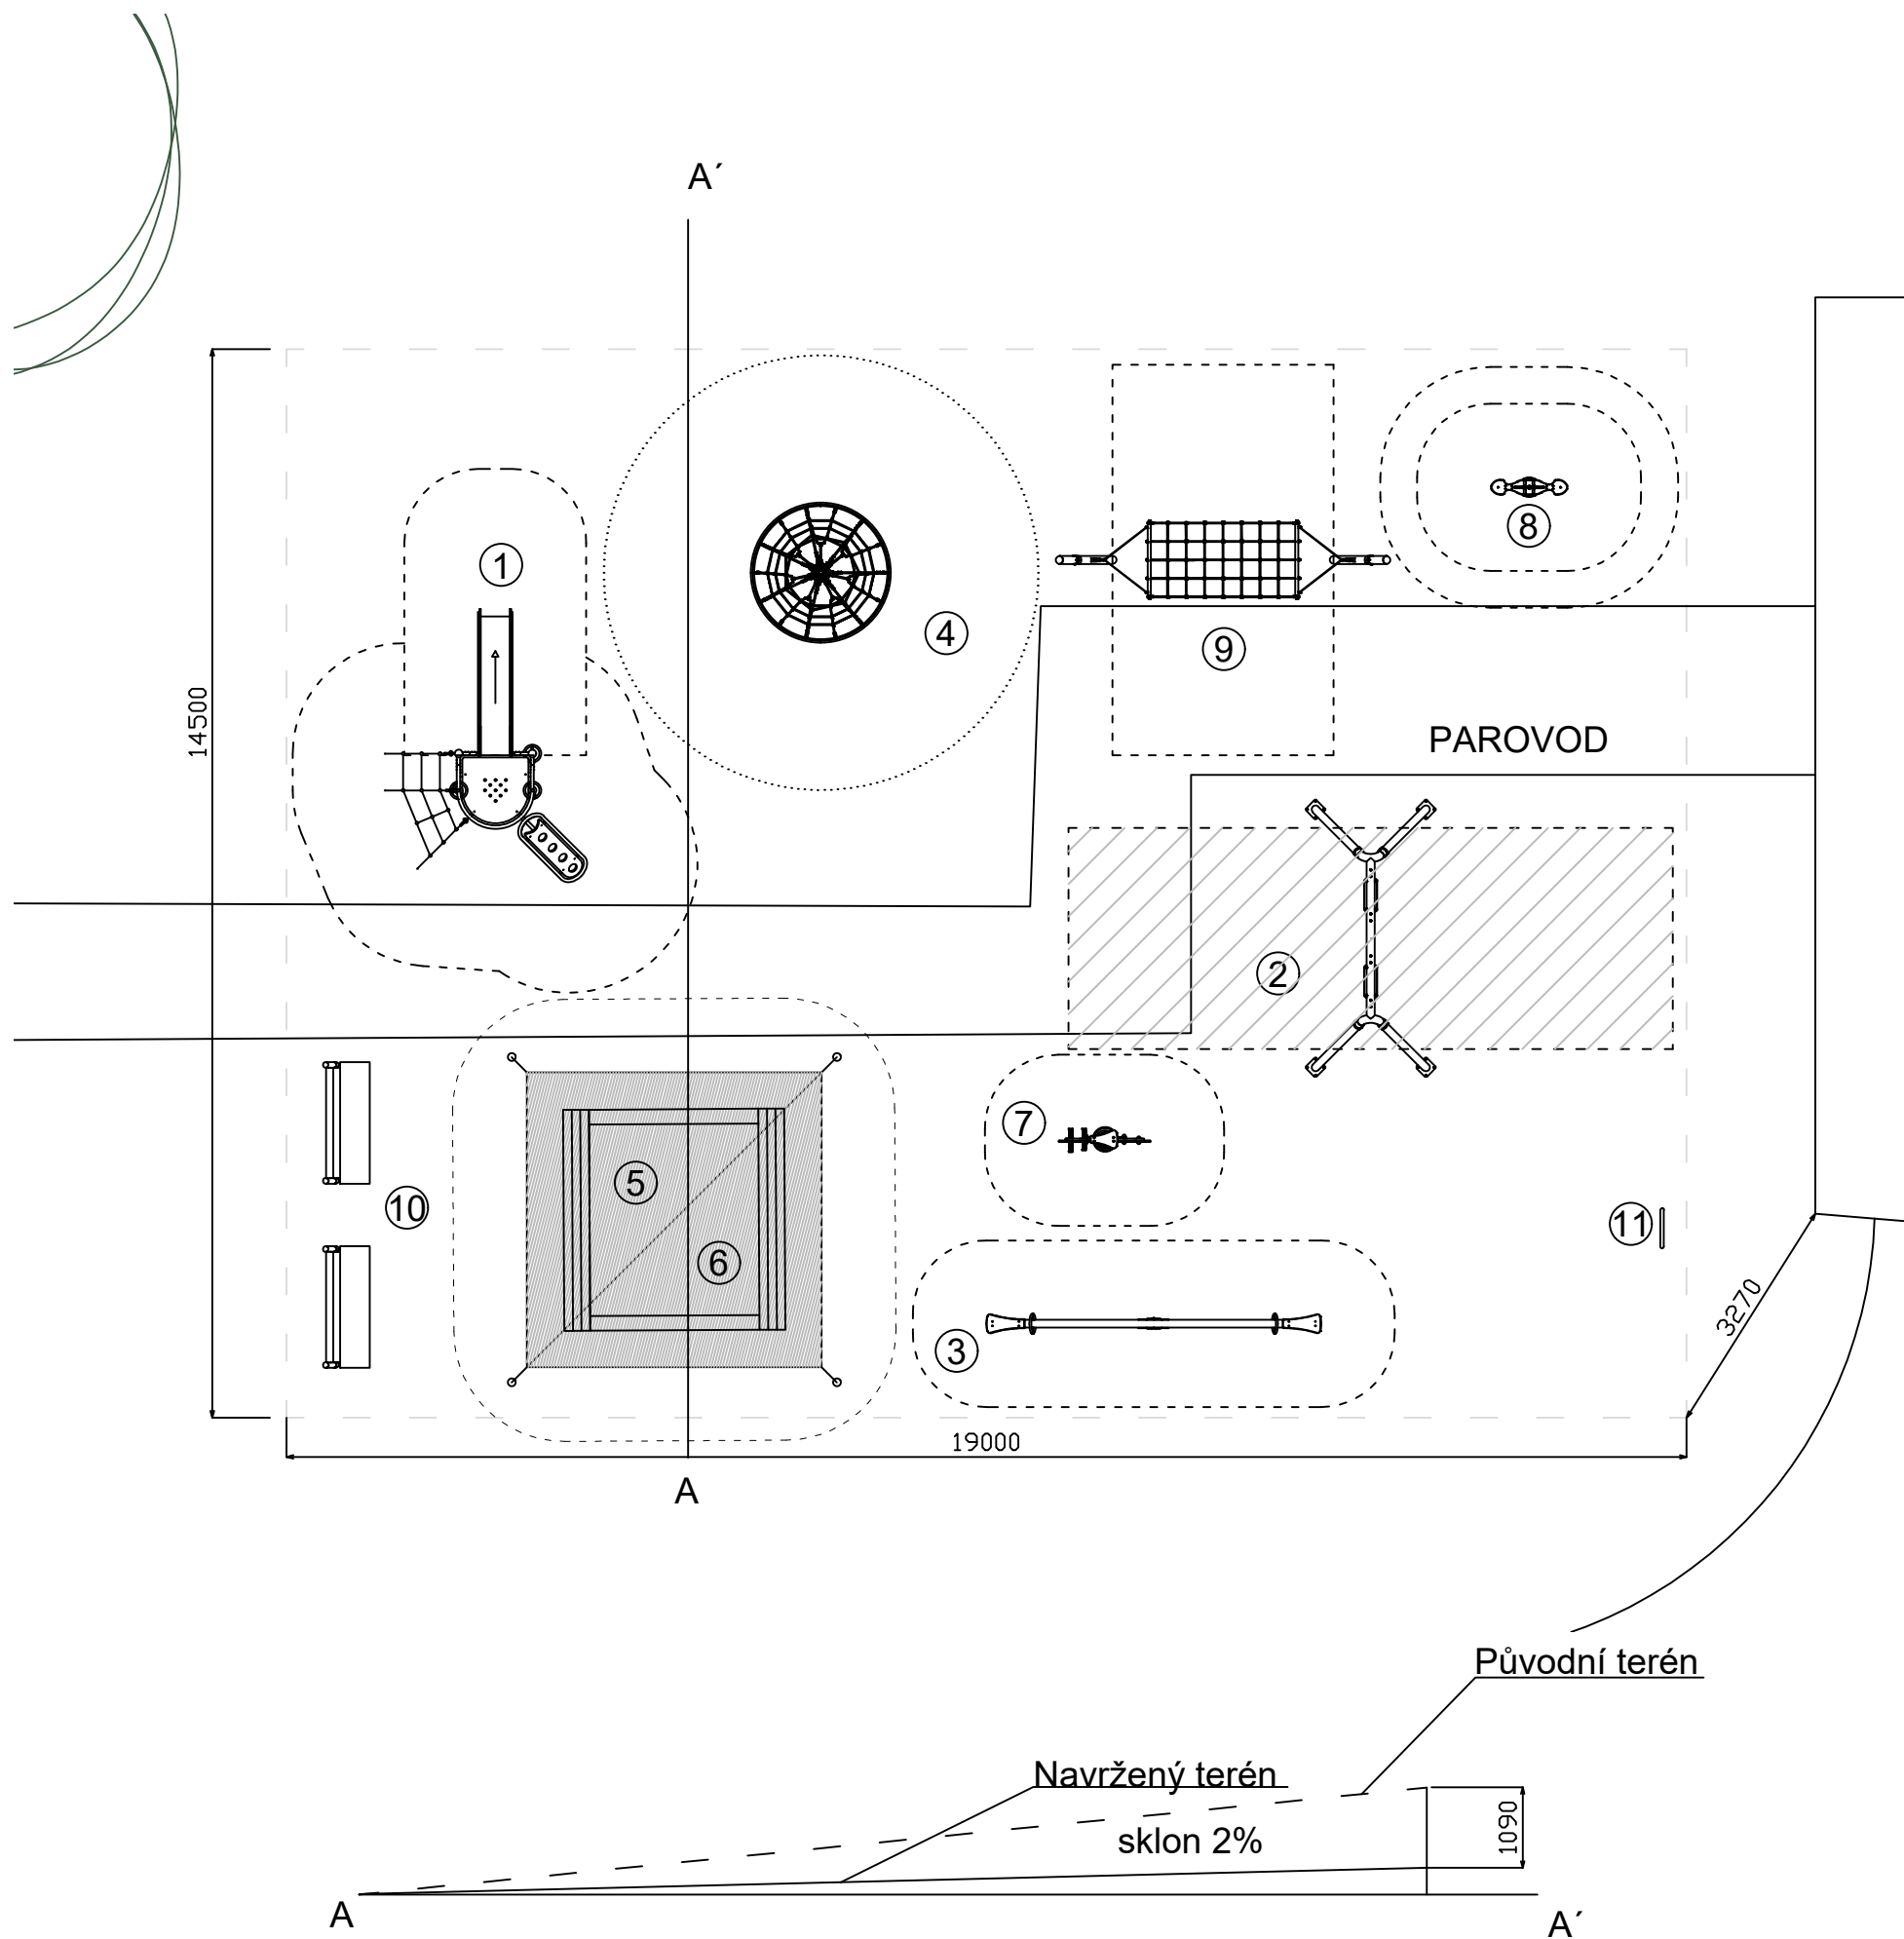 A´
1
8
4
9
14500
PAROVOD
2
7
5
10
11
6
3
3270
19000
A
Původní terén
Navržený terén
sklon 2%
1090
A
A´